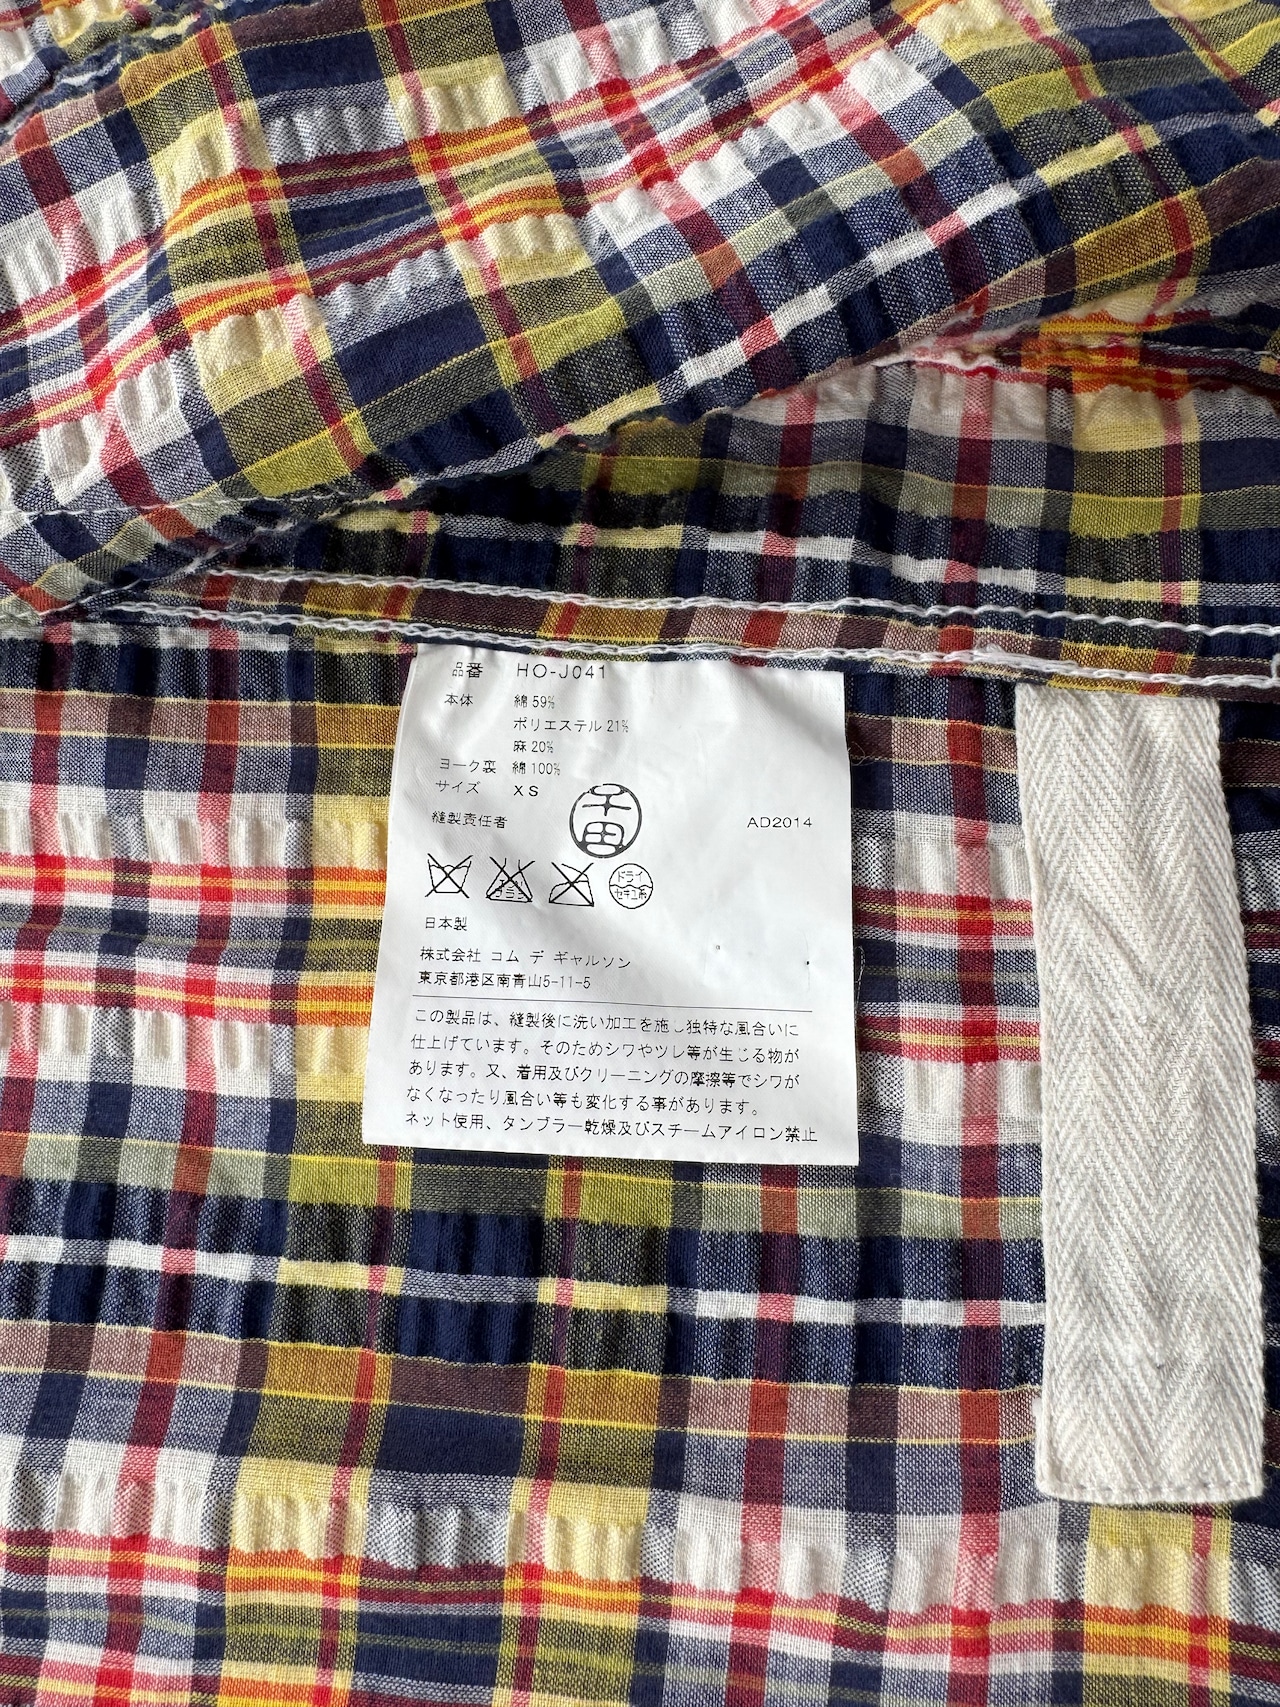 品番 HO-J041
本体 綿 59%
ポリエステル 21%
麻 20%
ヨーク裏 綿 100%
サイズ XS
縫製責任者 千田 AD2014
ドライ
セキユ系
日本製
株式会社 コム デ ギャルソン
東京都港区南青山5-11-5
この製品は、縫製後に洗い加工を施し独特な風合いに
仕上げています。そのためシワやツレ等が生じる物が
あります。又、着用及びクリーニングの摩擦等でシワが
なくなったり風合い等も変化する事があります。
ネット使用、タンブラー乾燥及びスチームアイロン禁止